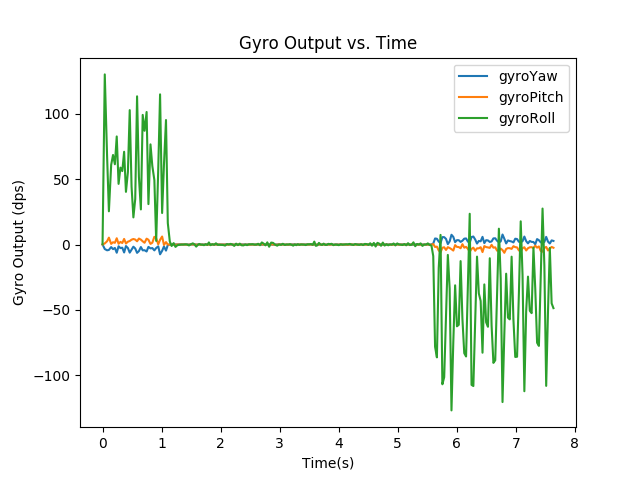 Gyro Output vs. Time
gyroYaw
gyroPitch
gyroRoll
Gyro Output (dps)
100
50
0
−50
−100
0 1 2 3 4 5 6 7 8
Time(s)